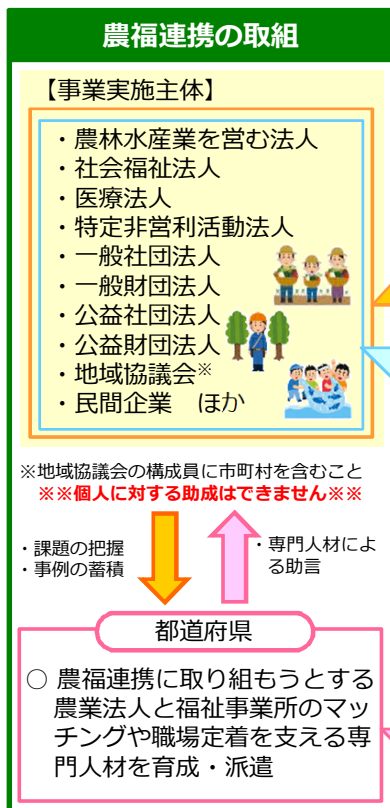 農福連携の取組
【事業実施主体】
・農林水産業を営む法人
・社会福祉法人
・医療法人
・特定非営利活動法人
・一般社団法人
・一般財団法人
・公益社団法人
・公益財団法人
・地域協議会※
・民間企業 ほか
※地域協議会の構成員に市町村を含むこと
※※個人に対する助成はできません※※
・課題の把握
・事例の蓄積
・専門人材によ
る助言
都道府県
○ 農福連携に取り組もうとする
農業法人と福祉事業所のマッ
チングや職場定着を支える専
門人材を育成・派遣